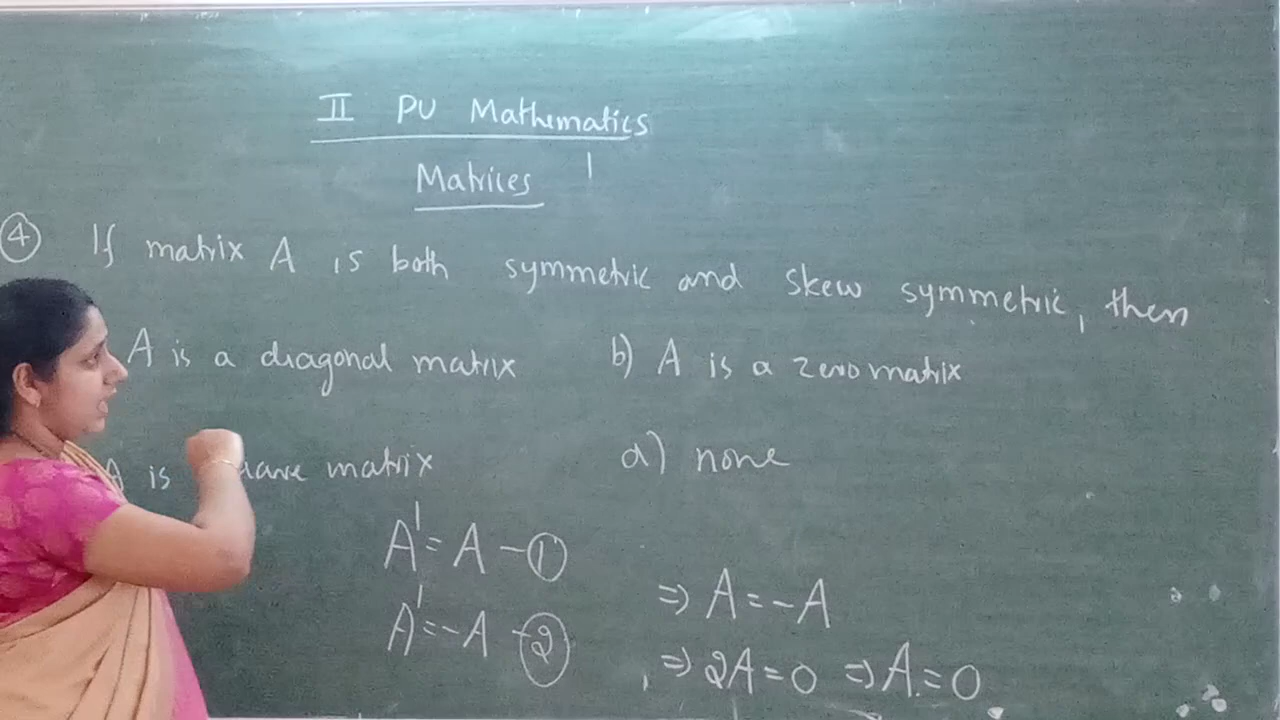 II PU Mathematics
Matrices
④ If matrix A is both symmetric and skew symmetric, then
A is a diagonal matrix b) A is a zero matrix
A is matrix d) none
A' = A - ①
A' = -A - ②
⇒ A = -A
⇒ 2A = 0 ⇒ A = 0